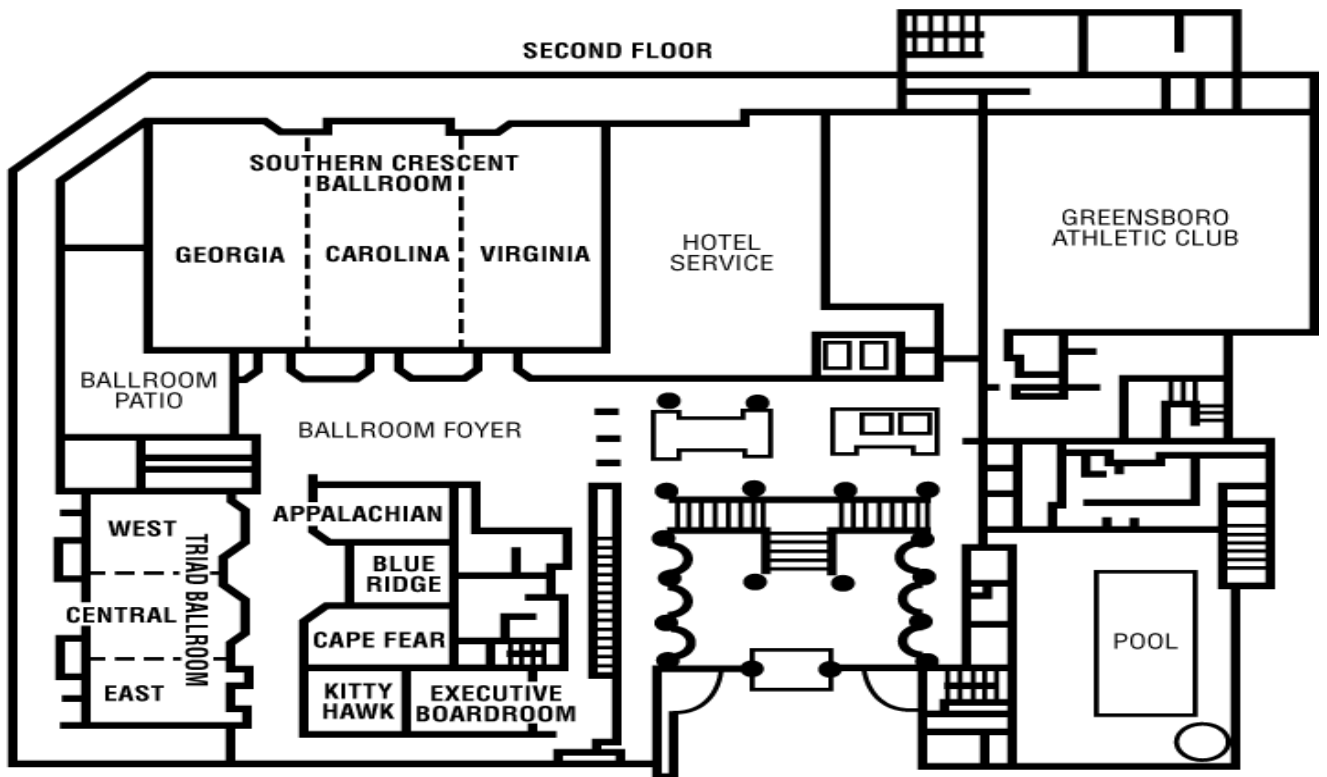 SECOND FLOOR
SOUTHERN CRESCENT
BALLROOM
GEORGIA
CAROLINA
VIRGINIA
HOTEL
SERVICE
GREENSBORO
ATHLETIC CLUB
BALLROOM
PATIO
BALLROOM FOYER
WEST
CENTRAL
EAST
TRIAD BALLROOM
APPALACHIAN
BLUE
RIDGE
CAPE FEAR
KITTY
HAWK
EXECUTIVE
BOARDROOM
POOL